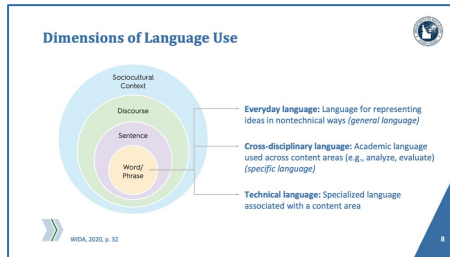 Dimensions of Language Use
Sociocultural
Context
Discourse
Sentence
Word/
Phrase
Everyday language: Language for representing
ideas in nontechnical ways (general language)
Cross-disciplinary language: Academic language
used across content areas (e.g., analyze, evaluate)
(specific language)
Technical language: Specialized language
associated with a content area
WIDA, 2020, p. 32
8